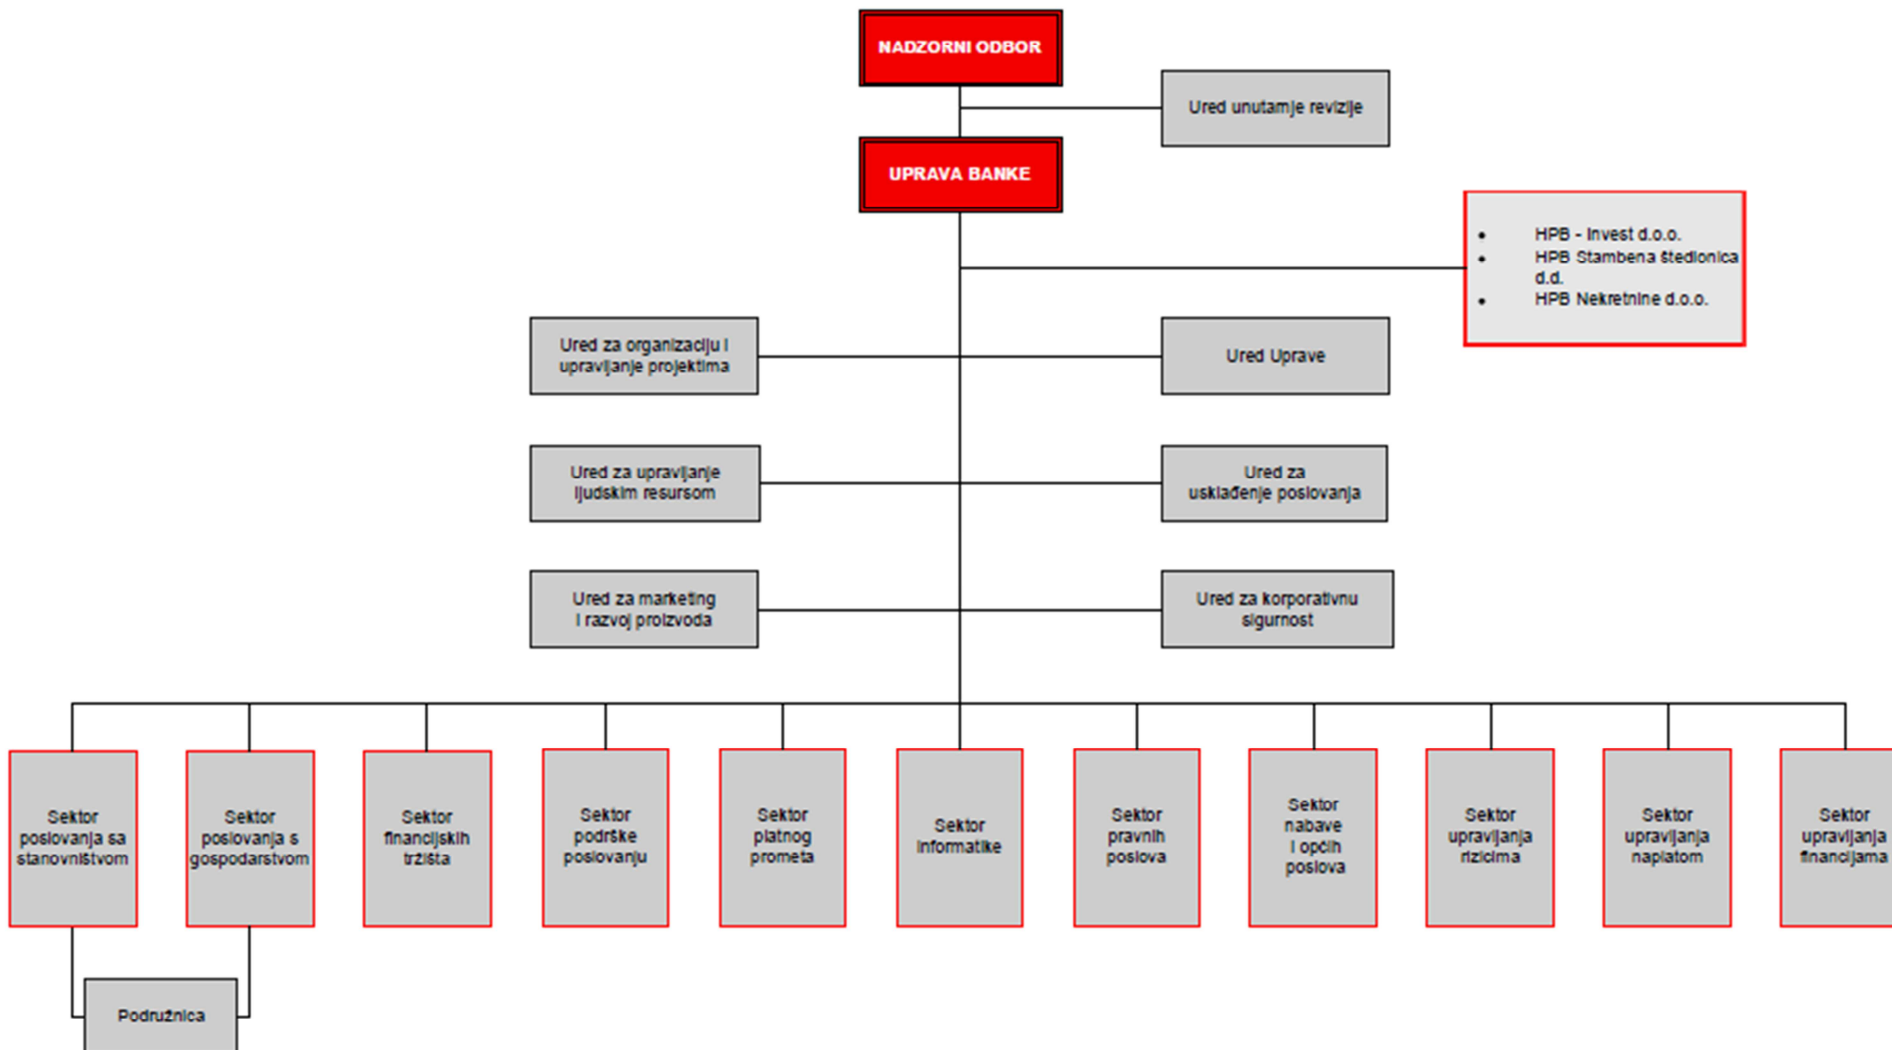 NADZORNI ODBOR
Ured unutarnje revizije
UPRAVA BANKE
• HPB - Invest d.o.o.
• HPB Stambena štedionica
d.d.
• HPB Nekretnine d.o.o.
Ured za organizaciju i
upravljanje projektima
Ured Uprave
Ured za upravljanje
ljudskim resursom
Ured za
usklađenje poslovanja
Ured za marketing
i razvoj proizvoda
Ured za korporativnu
sigurnost
Sektor
poslovanja sa
stanovništvom
Sektor
poslovanja s
gospodarstvom
Sektor
financijskih
tržišta
Sektor
podrške
poslovanju
Sektor
platnog
prometa
Sektor
informatike
Sektor
pravnih
poslova
Sektor
nabave
i općih
poslova
Sektor
upravljanja
rizicima
Sektor
upravljanja
naplatom
Sektor
upravljanja
financijama
Podružnica